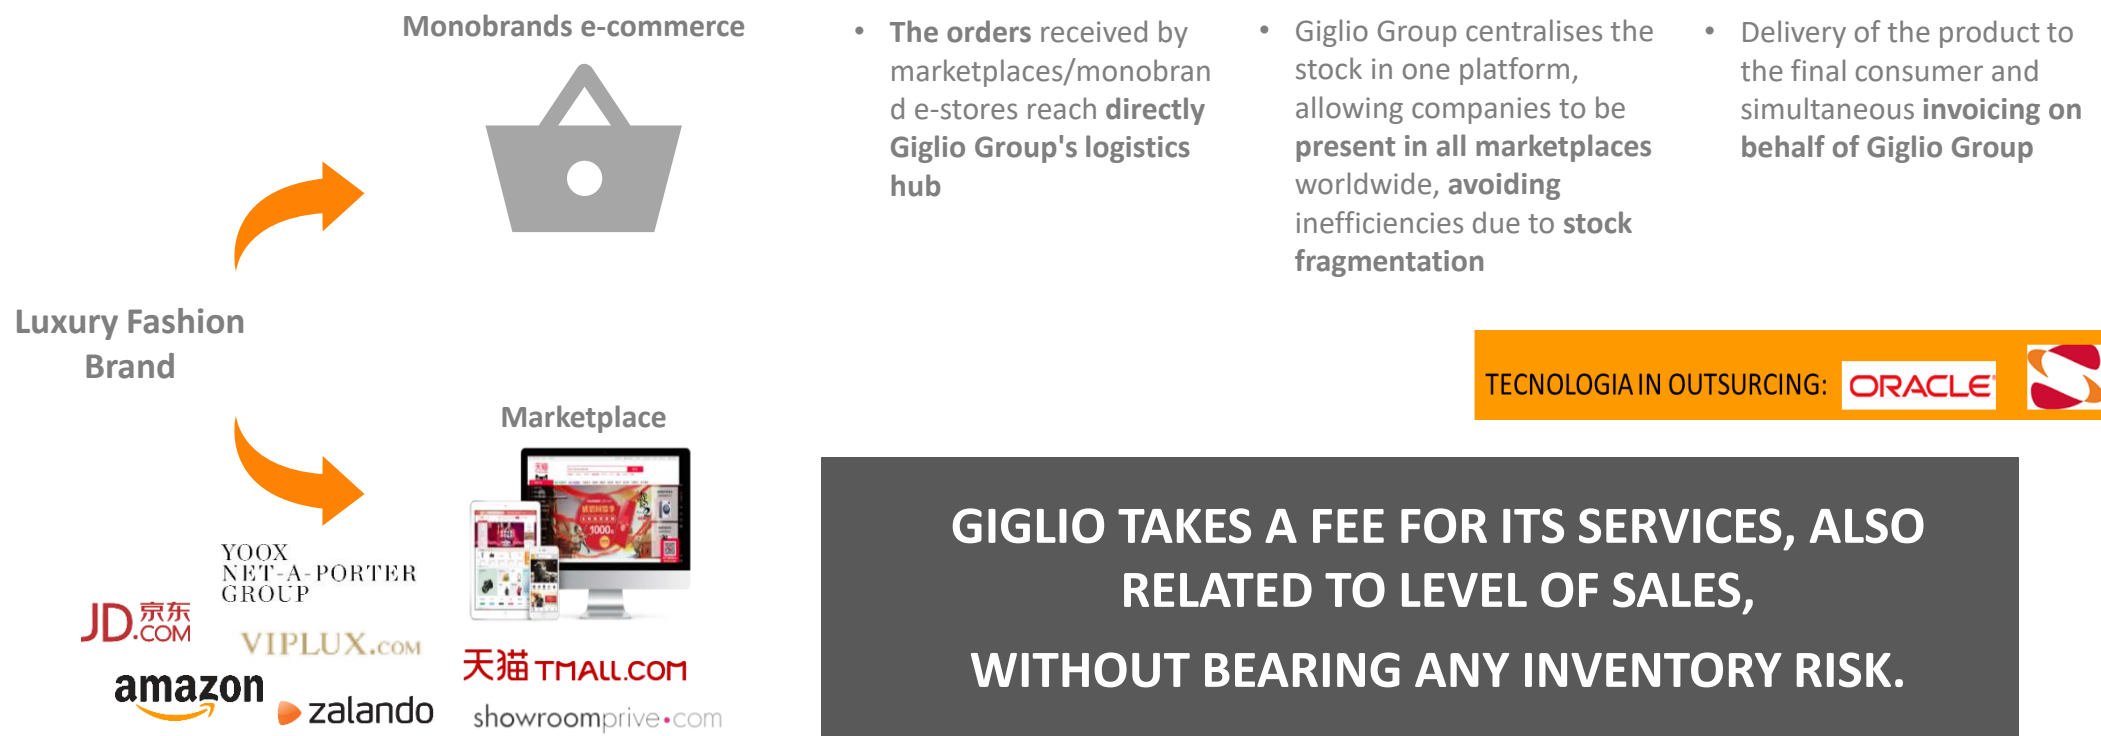 Monobrands e-commerce
• The orders received by
marketplaces/monobran
d e-stores reach directly
Giglio Group's logistics
hub
• Giglio Group centralises the
stock in one platform,
allowing companies to be
present in all marketplaces
worldwide, avoiding
inefficiencies due to stock
fragmentation
• Delivery of the product to
the final consumer and
simultaneous invoicing on
behalf of Giglio Group
Luxury Fashion
Brand
TECNOLOGIA IN OUTSURCING:
ORACLE
Marketplace
天猫
1000
YOOX
NET-A-PORTER
GROUP
JD.COM 京东
VIPLUX.COM
amazon
zalando
天猫 TMALL.COM
showroomprive.com
GIGLIO TAKES A FEE FOR ITS SERVICES, ALSO
RELATED TO LEVEL OF SALES,
WITHOUT BEARING ANY INVENTORY RISK.